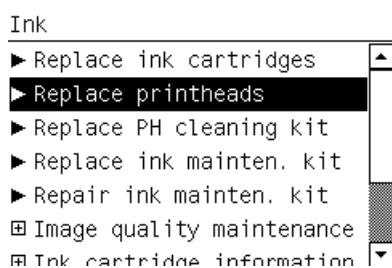 Ink
Replace ink cartridges
Replace printheads
Replace PH cleaning kit
Replace ink mainten. kit
Repair ink mainten. kit
Image quality maintenance
Ink cartridge information